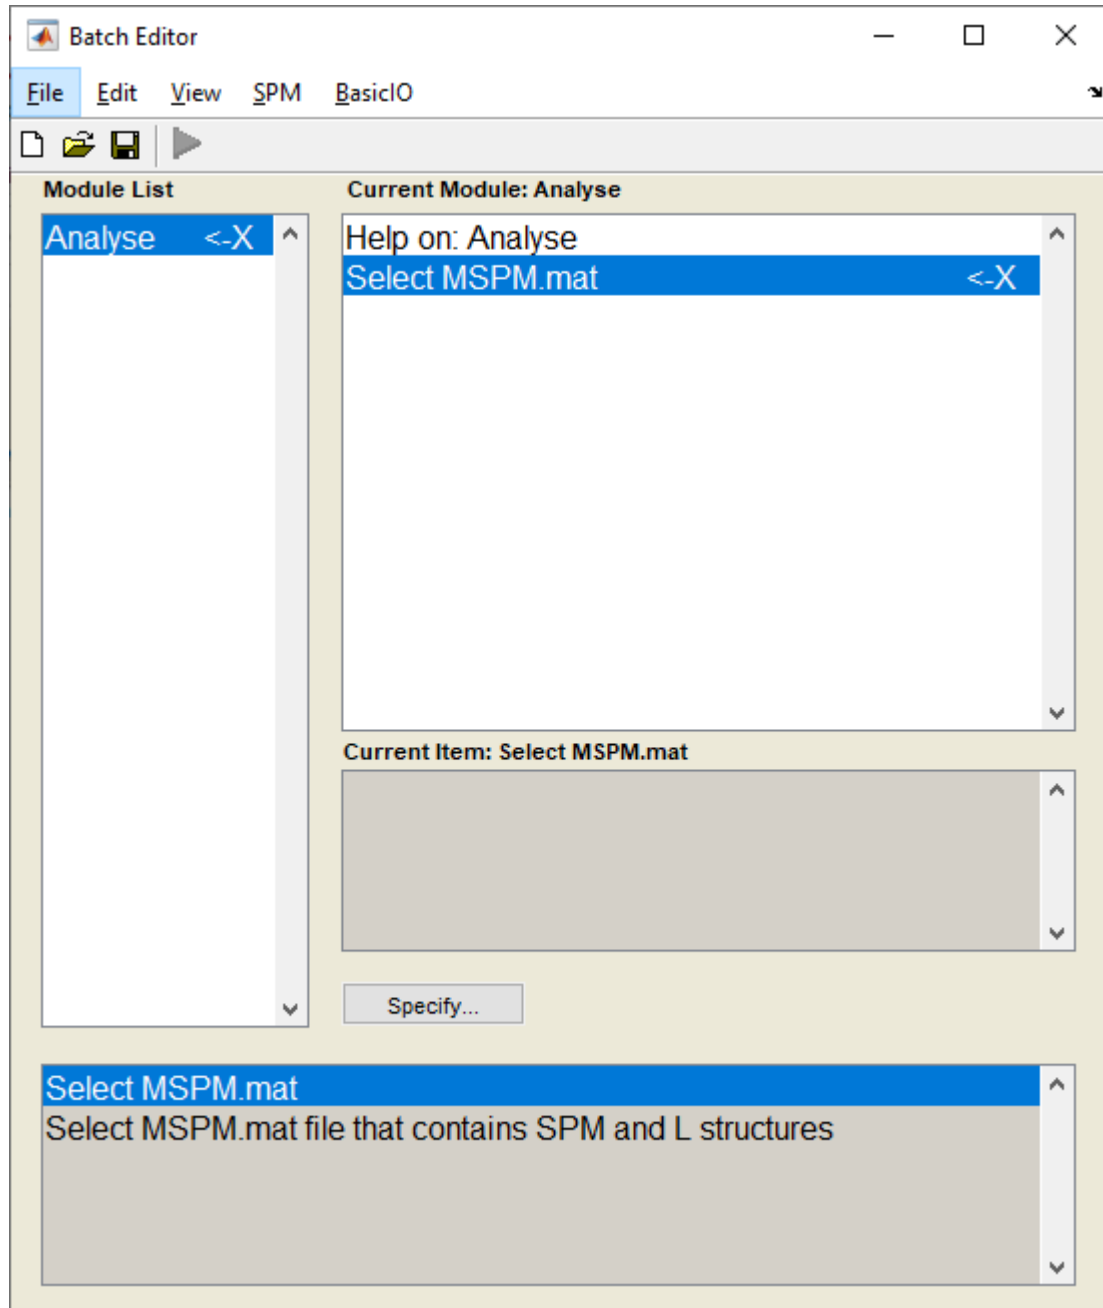 Batch Editor
File Edit View SPM BasicIO
Module List
Current Module: Analyse
Analyse <-X
Help on: Analyse
Select MSPM.mat <-X
Current Item: Select MSPM.mat
Specify...
Select MSPM.mat
Select MSPM.mat file that contains SPM and L structures